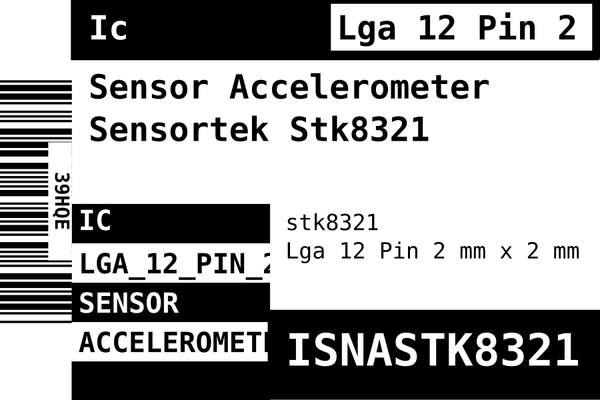 Ic
Lga 12 Pin 2
Sensor Accelerometer
Sensortek Stk8321
39HQE
IC
LGA_12_PIN_2
SENSOR
ACCELEROMET
stk8321
Lga 12 Pin 2 mm x 2 mm
ISNASTK8321